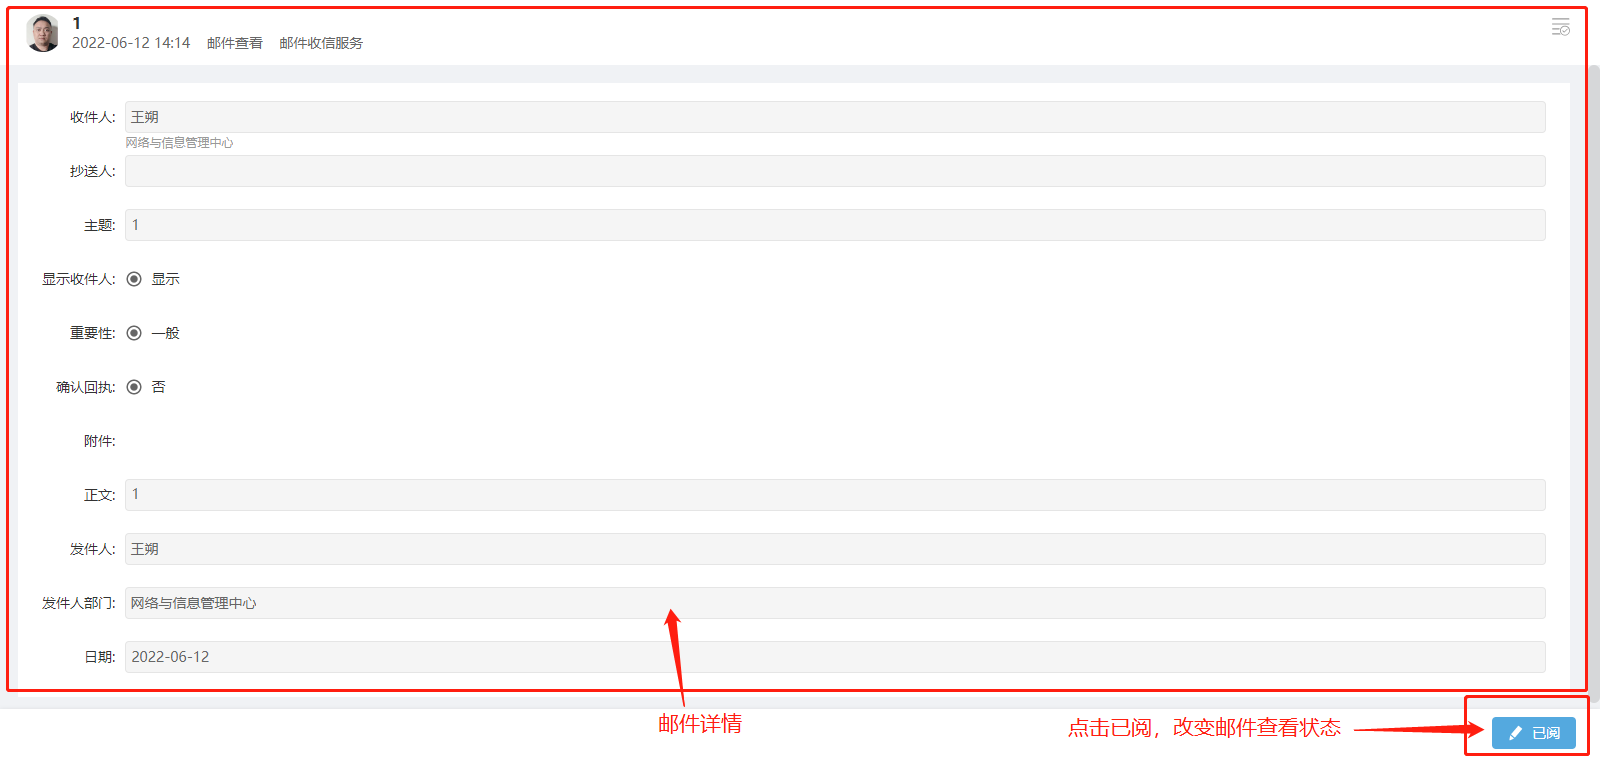 1
2022-06-12 14:14 邮件查看 邮件收信服务
收件人: 王朔
网络与信息管理中心
抄送人:
主题: 1
显示收件人: 显示
重要性: 一般
确认回执: 否
附件:
正文: 1
发件人: 王朔
发件人部门: 网络与信息管理中心
日期: 2022-06-12
邮件详情
点击已阅，改变邮件查看状态
已阅